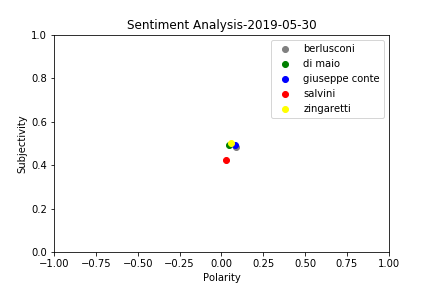 Sentiment Analysis-2019-05-30
berlusconi
di maio
giuseppe conte
salvini
zingaretti
Subjectivity
1.0
0.8
0.6
0.4
0.2
0.0
−1.00 −0.75 −0.50 −0.25 0.00 0.25 0.50 0.75 1.00
Polarity